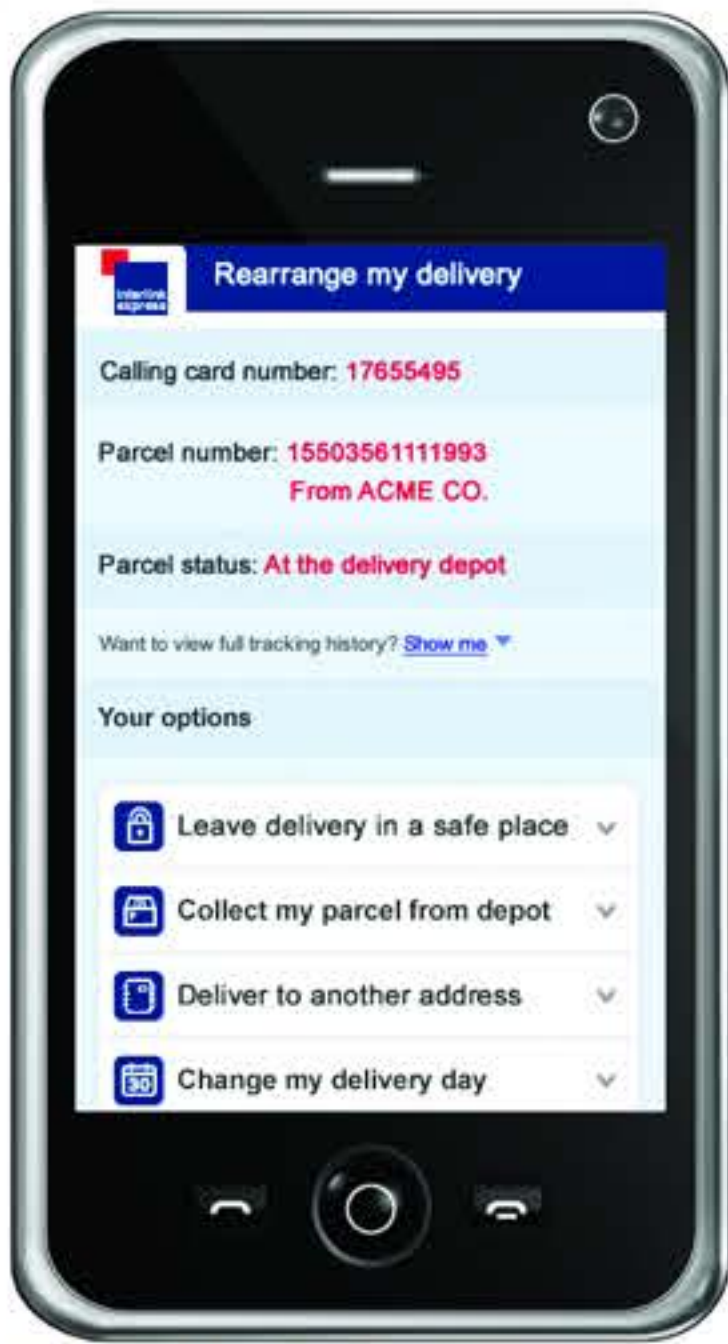 interlink
express
Rearrange my delivery
Calling card number: 17655495
Parcel number: 15503561111993
From ACME CO.
Parcel status: At the delivery depot
Want to view full tracking history? Show me
Your options
Leave delivery in a safe place
Collect my parcel from depot
Deliver to another address
30
Change my delivery day